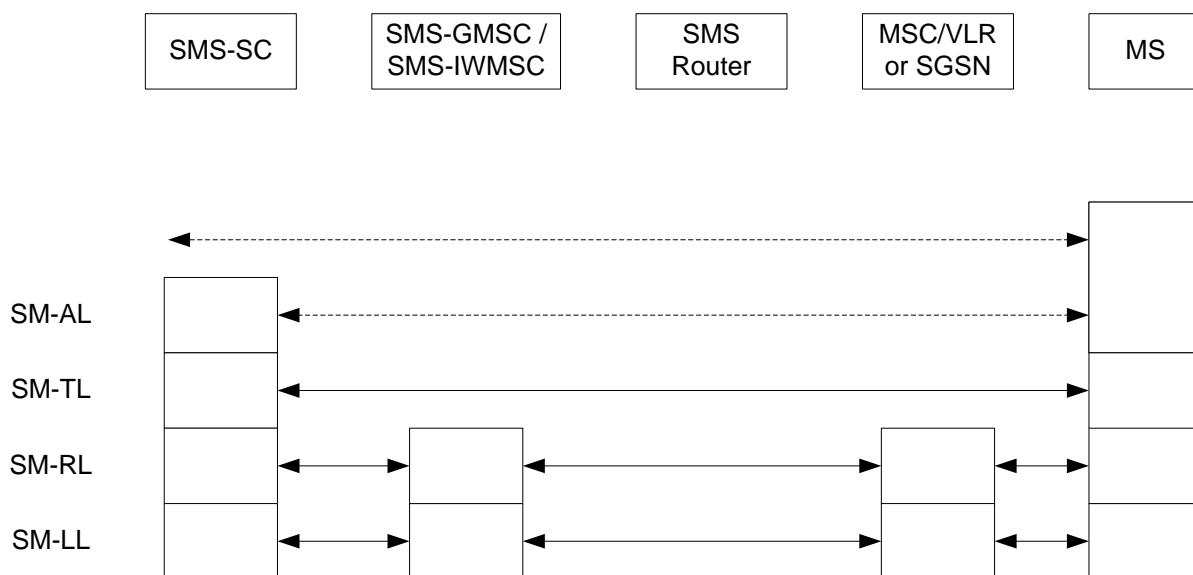 SMS-SC
SMS-GMSC /
SMS-IWMSC
SMS
Router
MSC/VLR
or SGSN
MS
SM-AL
SM-TL
SM-RL
SM-LL